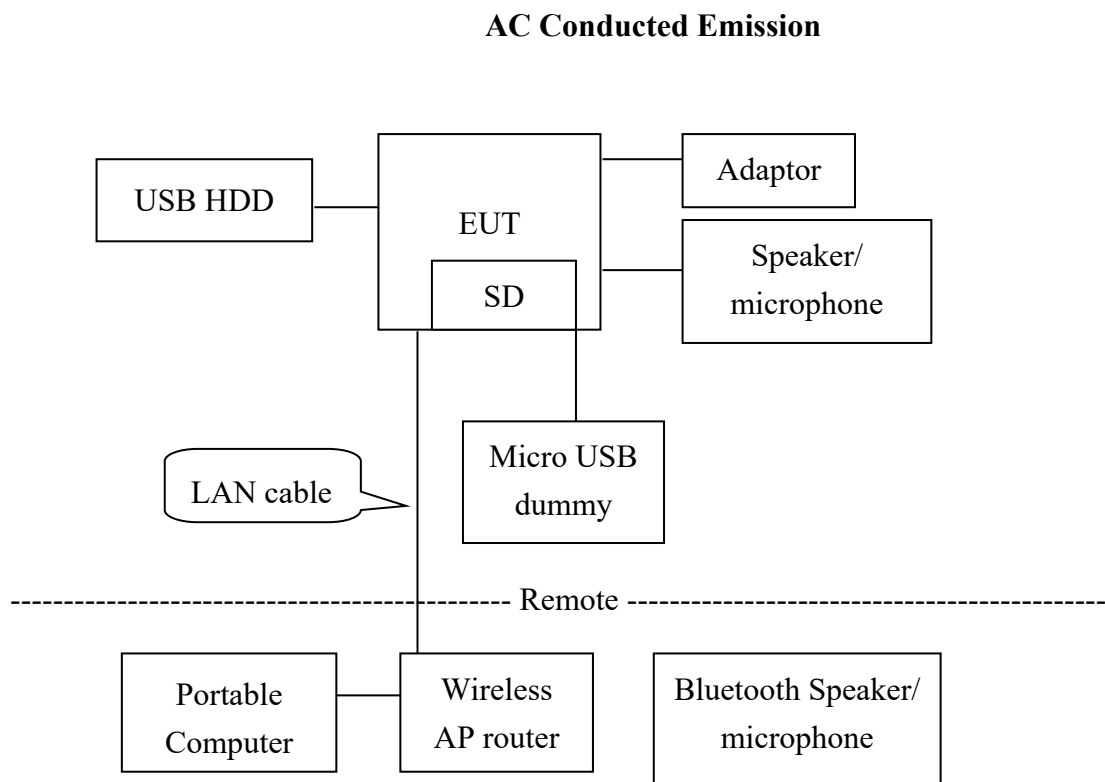 AC Conducted Emission
USB HDD
EUT
SD
Adaptor
Speaker/
microphone
Micro USB
dummy
LAN cable
Remote
Portable
Computer
Wireless
AP router
Bluetooth Speaker/
microphone